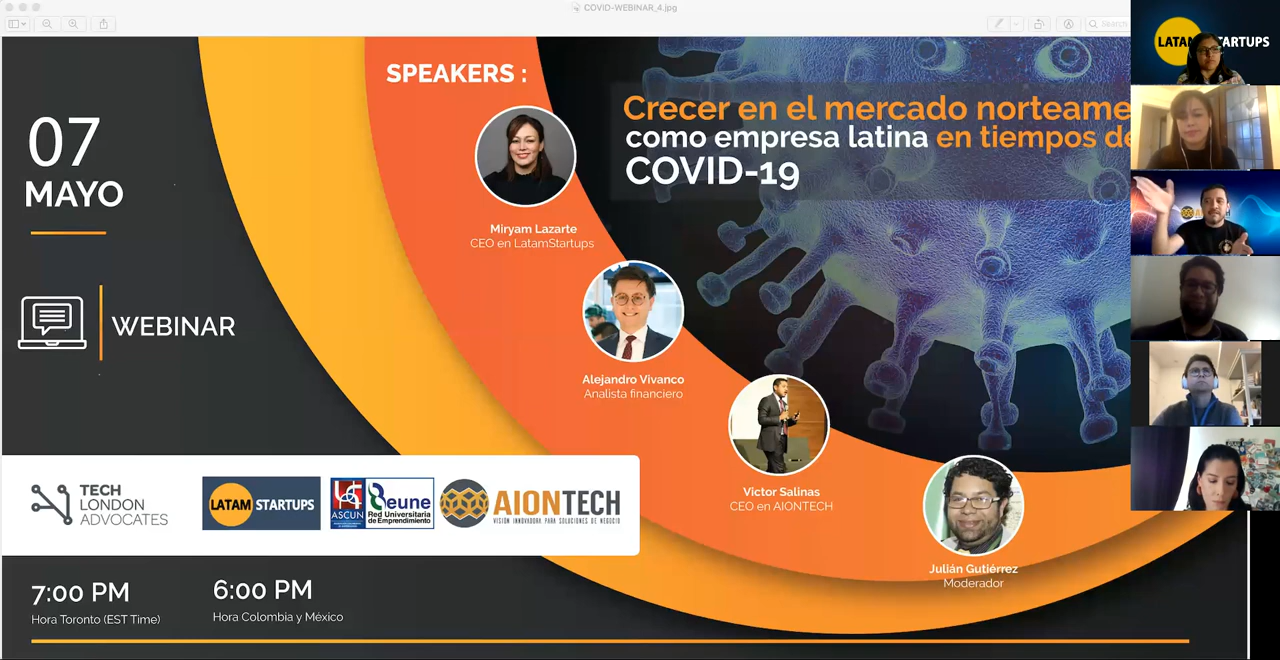 COVID-WEBINAR_4.jpg
Search
LATAM STARTUPS
07
MAYO
WEBINAR
SPEAKERS :
Crecer en el mercado norteame
como empresa latina en tiempos de
COVID-19
Miryam Lazarte
CEO en LatamStartups
Alejandro Vivanco
Analista financiero
Victor Salinas
CEO en AIONTECH
Julián Gutiérrez
Moderador
TECH
LONDON
ADVOCATES
LATAM STARTUPS
ASCUN
Reune
Red Universitaria
de Emprendimiento
AIONTECH
VISIÓN INNOVADORA PARA SOLUCIONES DE NEGOCIO
7:00 PM
Hora Toronto (EST Time)
6:00 PM
Hora Colombia y México